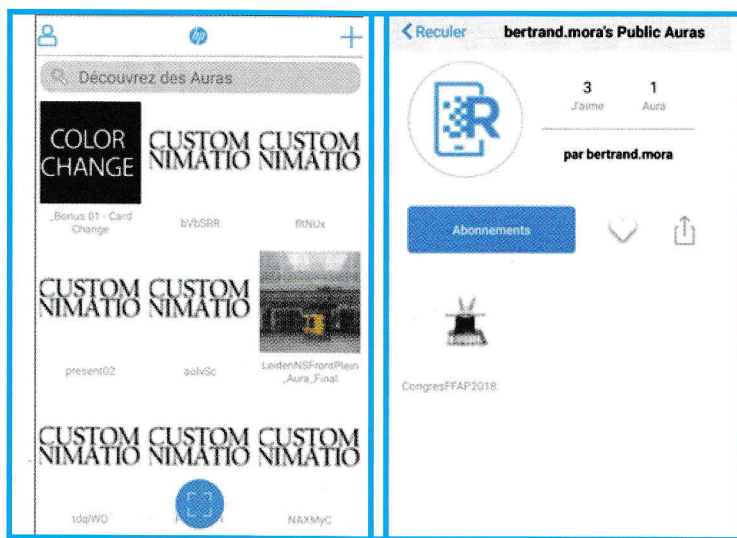 hp
Découvrez des Auras
COLOR
CHANGE
CUSTOM
NIMATIO
CUSTOM
NIMATIO
_Bonus 01 - Card
Change
bVbSRR
CUSTOM
NIMATIO
CUSTOM
NIMATIO
present02
aolvSc
LeidenNSFrontPlein
_Aura_Final
CUSTOM
NIMATIO
CUSTOM
NIMATIO
CUSTOM
NIMATIO
NAXMyC
Reculer
bertrand.mora's Public Auras
R
3
1
J'aime
Aura
par bertrand.mora
Abonnements
CongresFFAP2018